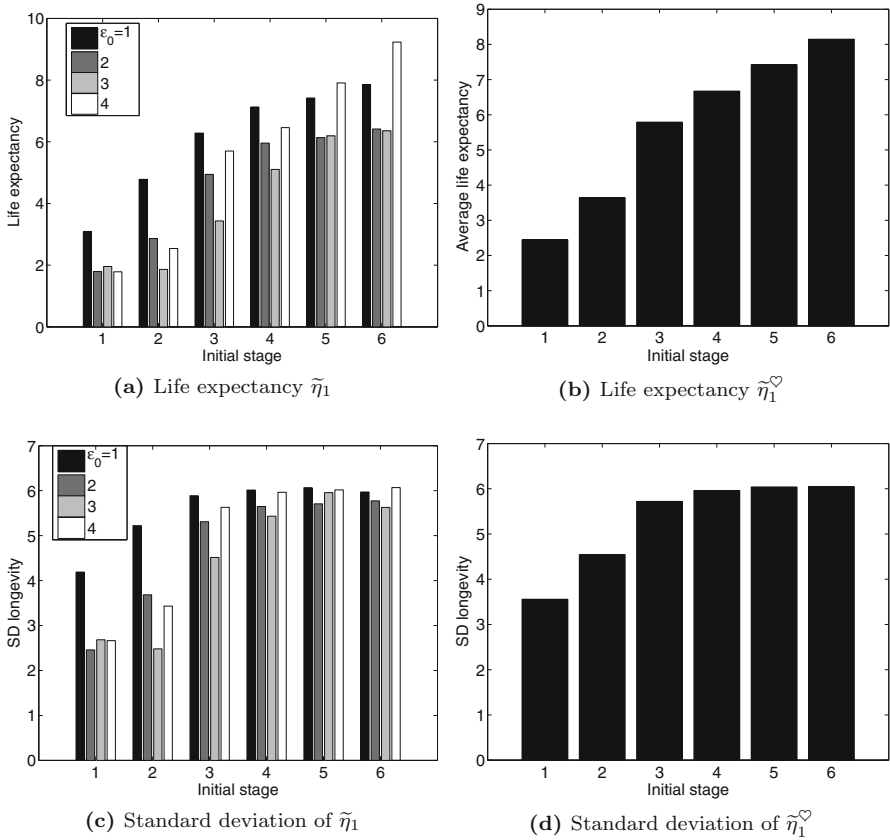 10
8
6
4
2
0
Life expectancy
ε0=1
2
3
4
1 2 3 4 5 6
Initial stage
(a) Life expectancy η̃₁
9
8
7
6
5
4
3
2
1
0
Average life expectancy
1 2 3 4 5 6
Initial stage
(b) Life expectancy η̃₁♡
7
6
5
4
3
2
1
0
SD longevity
ε0=1
2
3
4
1 2 3 4 5 6
Initial stage
(c) Standard deviation of η̃₁
7
6
5
4
3
2
1
0
SD longevity
1 2 3 4 5 6
Initial stage
(d) Standard deviation of η̃₁♡